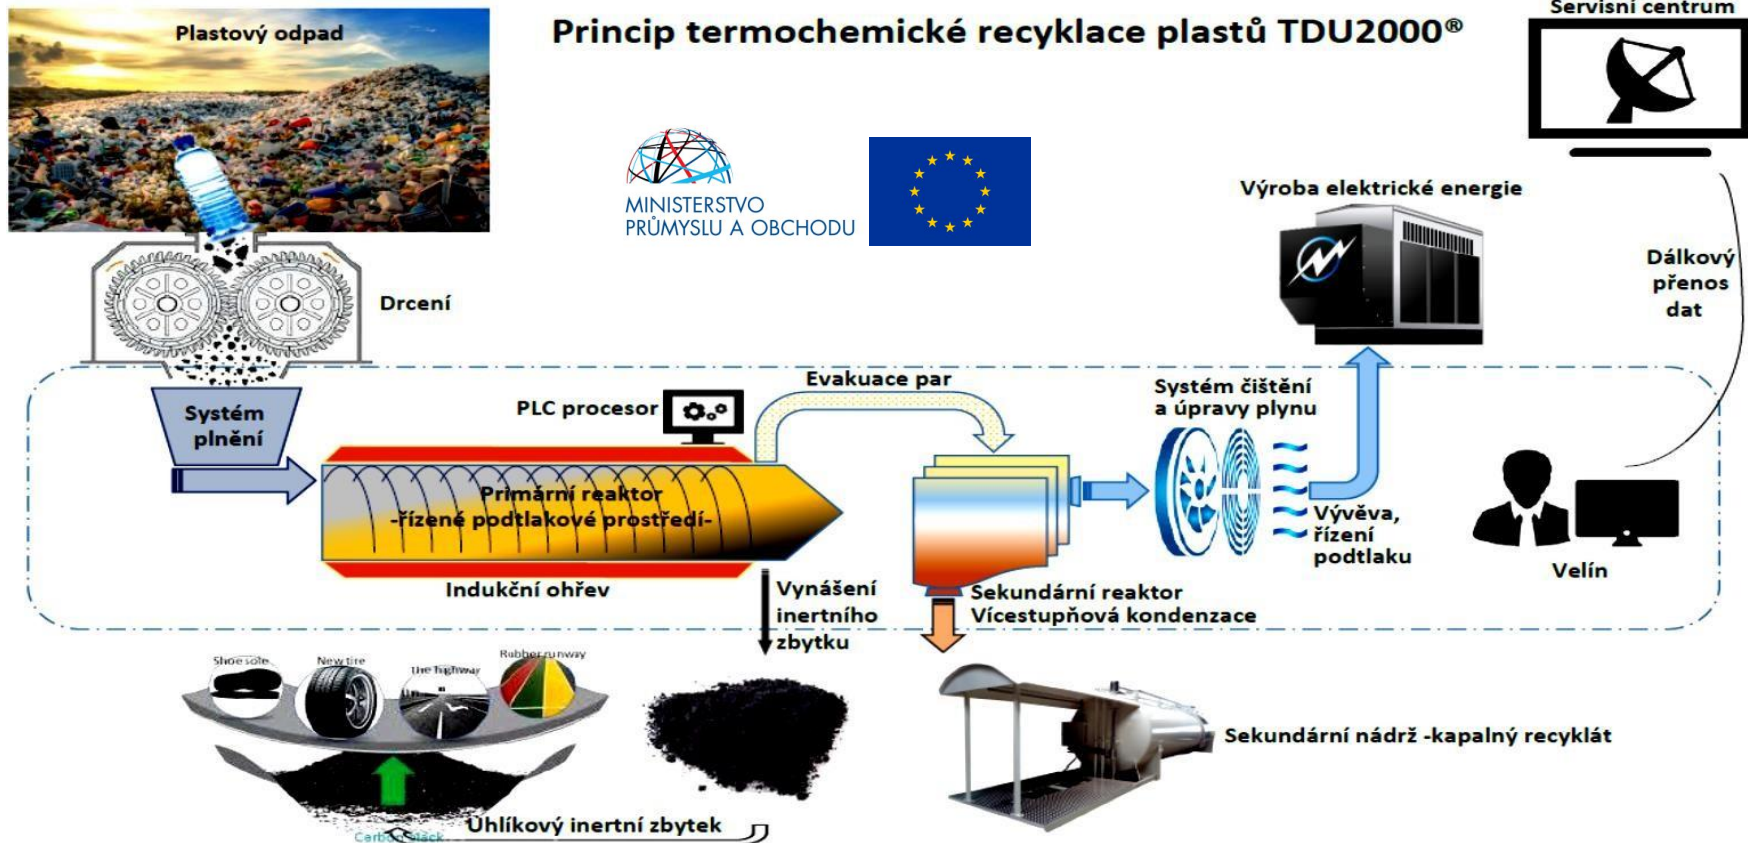 Plastový odpad
Princip termochemické recyklace plastů TDU2000®
Servisní centrum
MINISTERSTVO
PRŮMYSLU A OBCHODU
Výroba elektrické energie
Dálkový
přenos
dat
Drcení
Systém
plnění
PLC procesor
Evakuace par
Systém čištění
a úpravy plynu
Primární reaktor
-řízené podtlakové prostředí-
Indukční ohřev
Vývěva,
řízení
podtlaku
Velín
Vynášení
inertního
zbytku
Sekundární reaktor
Vícestupňová kondenzace
Shoe sole
New tire
the highway
Rubber runway
Sekundární nádrž -kapalný recyklát
Uhlíkový inertní zbytek
Carbon black